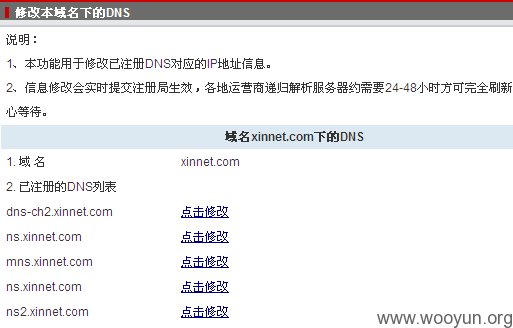 修改本域名下的DNS
说明：
1、本功能用于修改已注册DNS对应的IP地址信息。
2、信息修改会实时提交注册局生效，各地运营商递归解析服务器约需要24-48小时方可完全刷新
心等待。
域名xinnet.com下的DNS
1. 域 名 xinnet.com
2. 已注册的DNS列表
dns-ch2.xinnet.com 点击修改
ns.xinnet.com 点击修改
mns.xinnet.com 点击修改
ns.xinnet.com 点击修改
ns2.xinnet.com 点击修改
www.wooyun.org